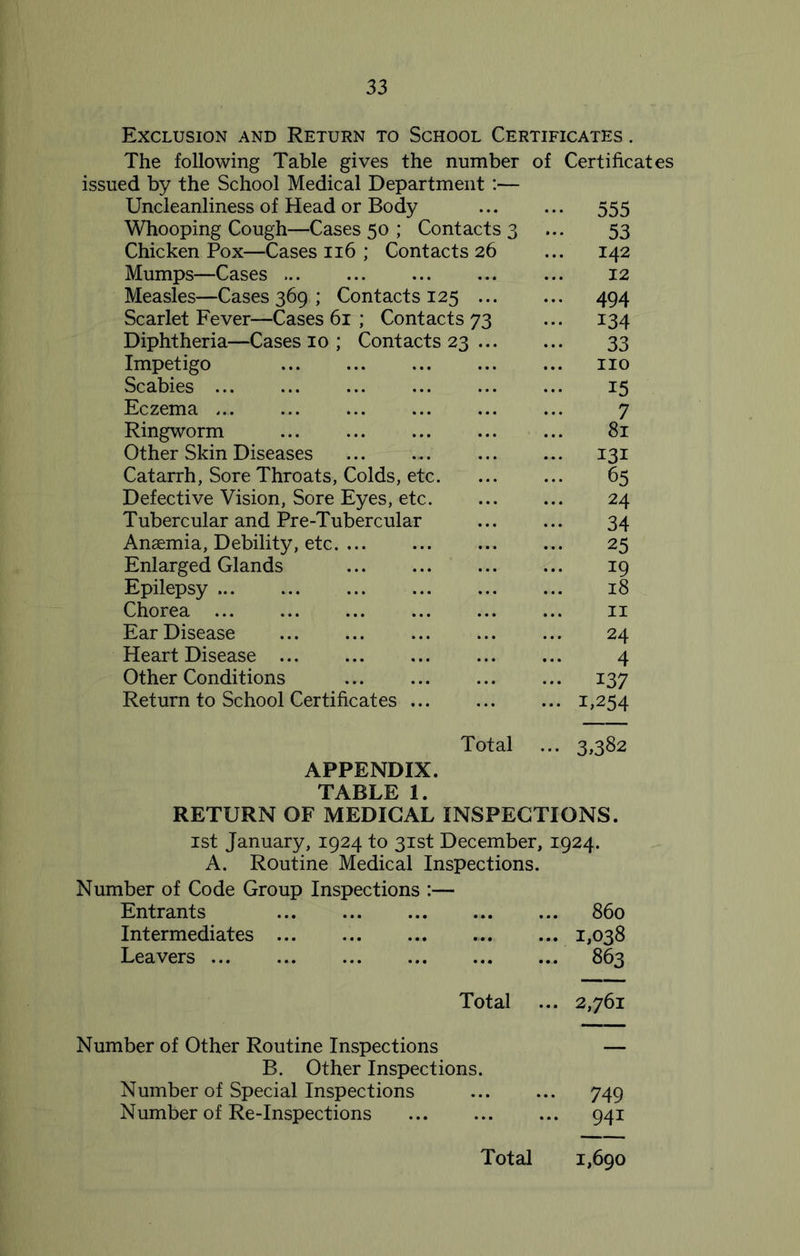 33
Exclusion and Return to School Certificates .
The following Table gives the number of Certificates
issued by the School Medical Department :—
Uncleanliness of Head or Body ... ... 555
Whooping Cough—Cases 50 ; Contacts 3 ... 53
Chicken Pox—Cases 116 ; Contacts 26 ... 142
Mumps—Cases ... ... ... ... ... 12
Measles—Cases 369 ; Contacts 125 ... ... 494
Scarlet Fever—Cases 61 ; Contacts 73 ... 134
Diphtheria—Cases 10 ; Contacts 23 ... ... 33
Impetigo ... ... ... ... ... 110
Scabies ... ... ... ... ... ... 15
Eczema ... ... ... ... ... ... 7
Ringworm ... ... ... ... ... 81
Other Skin Diseases ... ... ... ... 131
Catarrh, Sore Throats, Colds, etc. ... ... 65
Defective Vision, Sore Eyes, etc. ... ... 24
Tubercular and Pre-Tubercular ... ... 34
Anæmia, Debility, etc. ... ... ... ... 25
Enlarged Glands ... ... ... ... 19
Epilepsy ... ... ... ... ... ... 18
Chorea ... ... ... ... ... ... 11
Ear Disease ... ... ... ... ... 24
Heart Disease ... ... ... ... ... 4
Other Conditions ... ... ... ... 137
Return to School Certificates ... ... ... 1,254
Total ... 3,382
APPENDIX.
TABLE 1.
RETURN OF MEDICAL INSPECTIONS.
1st January, 1924 to 31st December, 1924.
A. Routine Medical Inspections.
Number of Code Group Inspections :—
Entrants ... ... ... ... ... 860
Intermediates ... ... ... ... ... 1,038
Leavers ... ... ... ... ... ... 863
Total ... 2,761
Number of Other Routine Inspections —
B. Other Inspections.
Number of Special Inspections ... ... 749
Number of Re-Inspections ... ... ... 941
Total 1,690